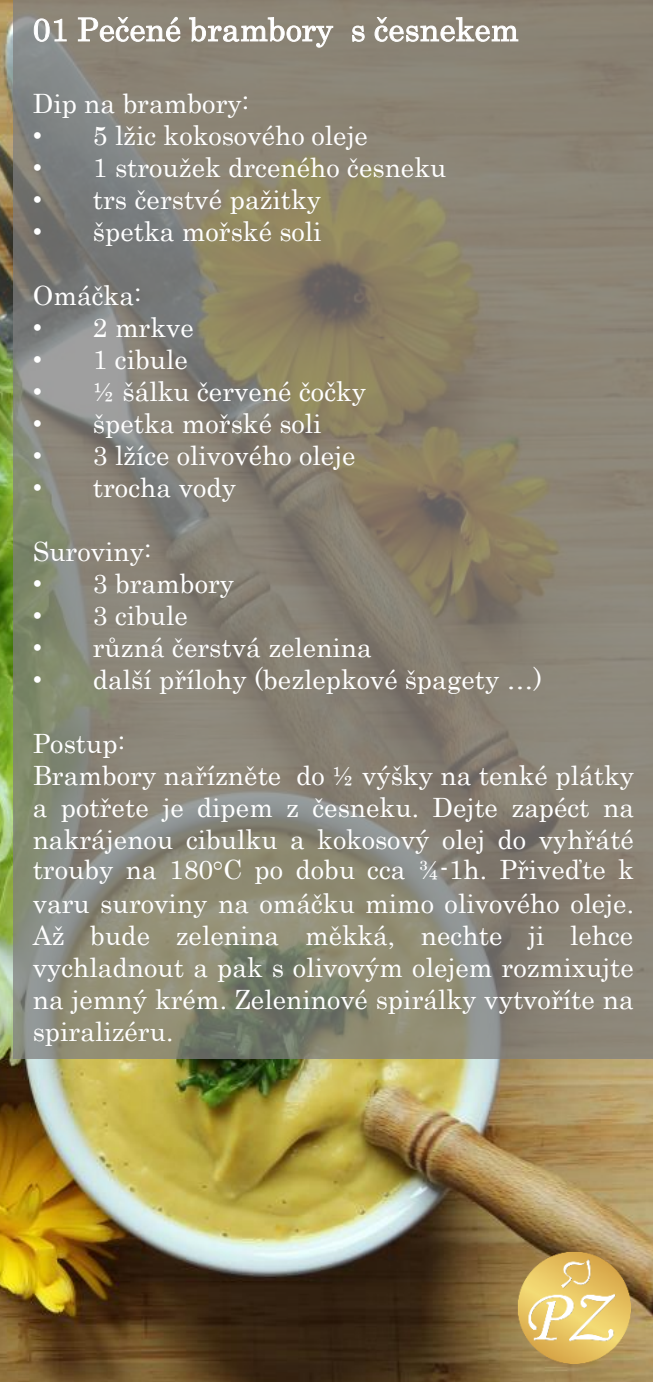 01 Pečené brambory  s česnekem
Dip na brambory:
• 5 lžic kokosového oleje
• 1 stroužek drceného česneku
• trs čerstvé pažitky
• špetka mořské soli
Omáčka:
• 2 mrkve
• 1 cibule
• ½ šálku červené čočky
• špetka mořské soli
• 3 lžíce olivového oleje
• trocha vody
Suroviny:
• 3 brambory
• 3 cibule
• různá čerstvá zelenina
• další přílohy (bezlepkové špagety …)
Postup:
Brambory nařízněte  do ½ výšky na tenké plátky
a potřete je dipem z česneku. Dejte zapéct na
nakrájenou cibulku a kokosový olej do vyhřáté
trouby na 180°C po dobu cca ¾-1h. Přiveďte k
varu suroviny na omáčku mimo olivového oleje.
Až bude zelenina měkká, nechte ji lehce
vychladnout a pak s olivovým olejem rozmixujte
na jemný krém. Zeleninové spirálky vytvoříte na
spiralizéru.
PZ